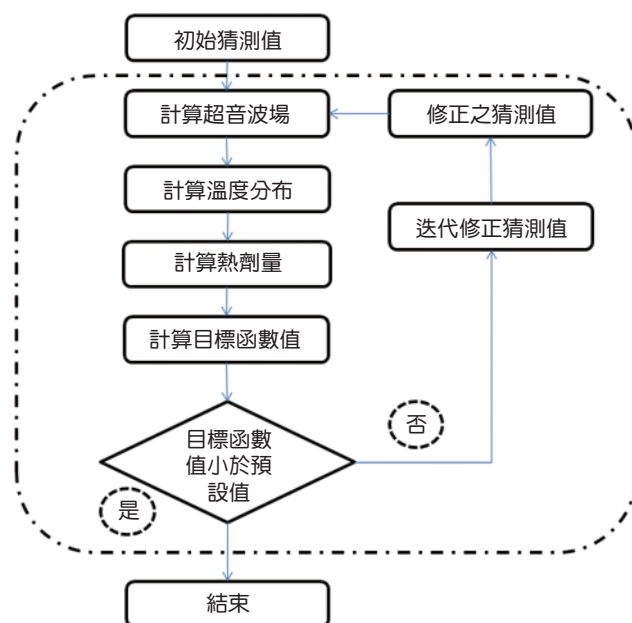 初始猜測值
計算超音波場
修正之猜測值
計算溫度分布
迭代修正猜測值
計算熱劑量
計算目標函數值
目標函數
值小於預
設值
否
是
結束